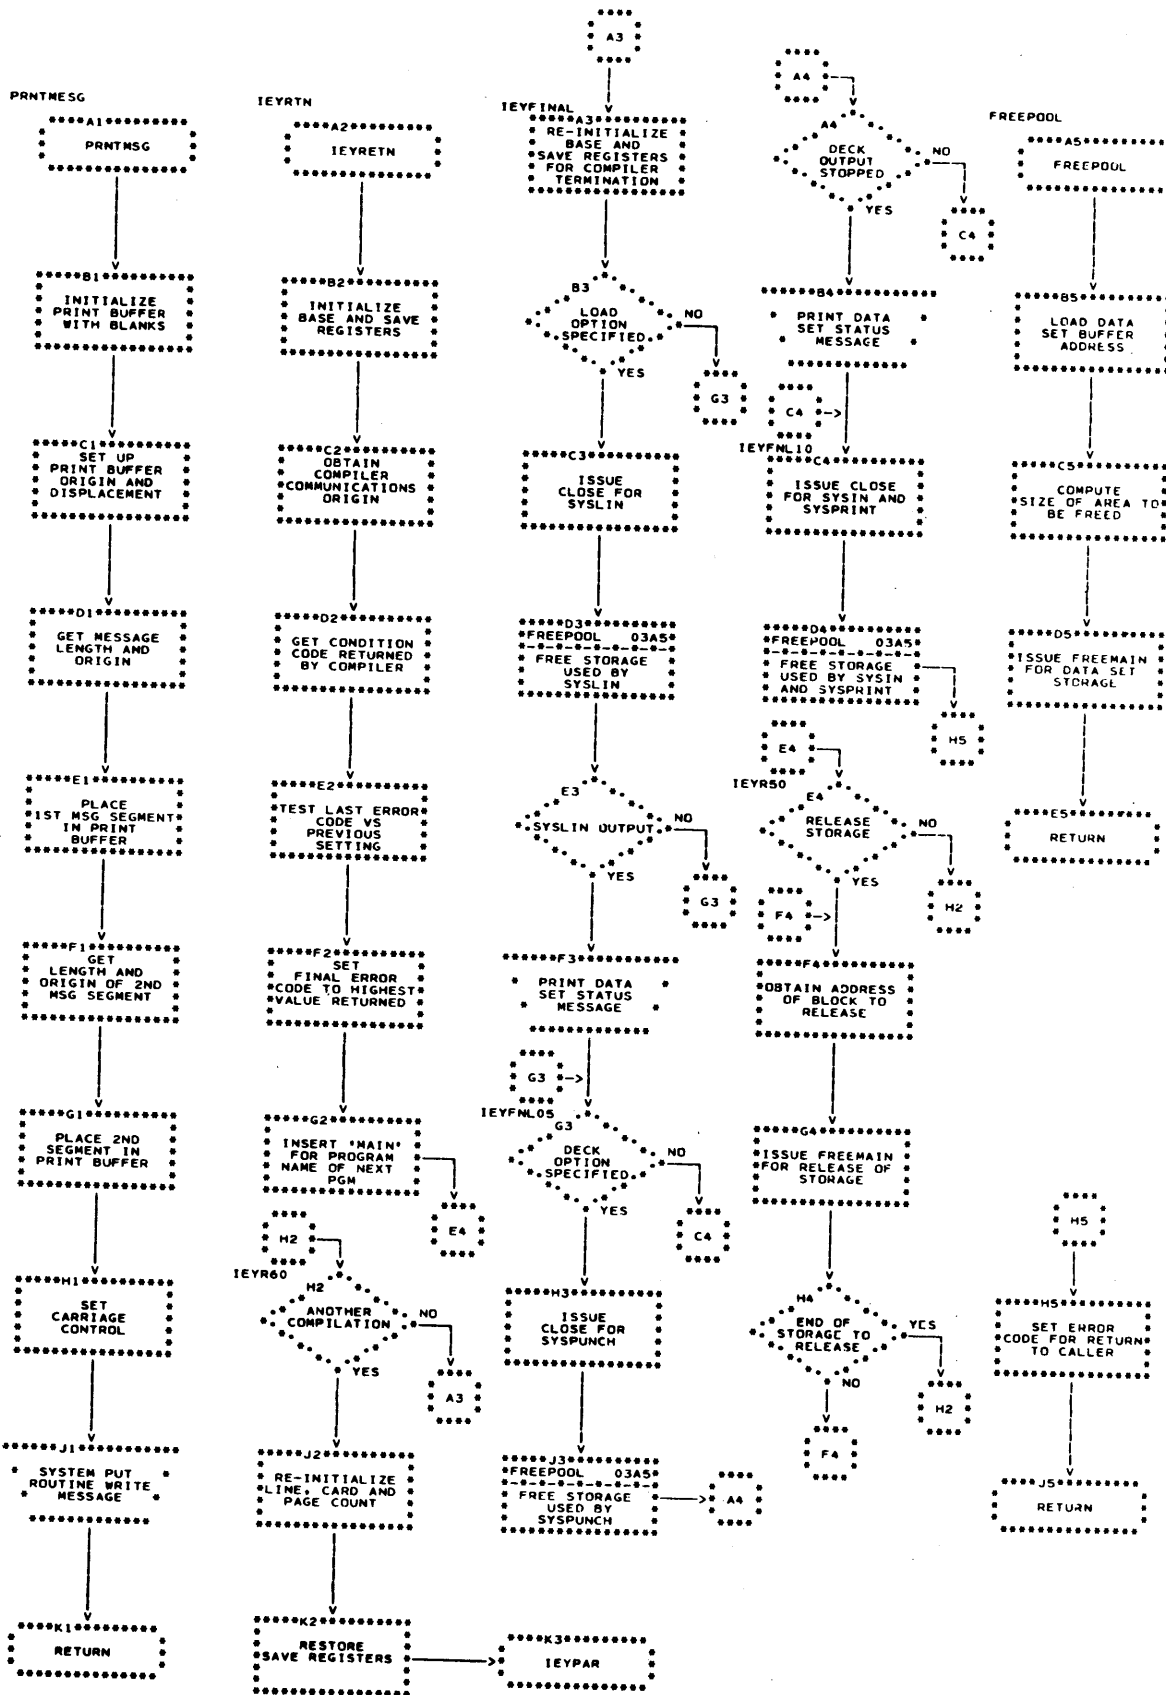 PRNTMESG
A1
PRNTMSG
B1
INITIALIZE
PRINT BUFFER
WITH BLANKS
C1
SET UP
PRINT BUFFER
ORIGIN AND
DISPLACEMENT
D1
GET MESSAGE
LENGTH AND
ORIGIN
E1
PLACE
1ST MSG SEGMENT
IN PRINT
BUFFER
F1
GET
LENGTH AND
ORIGIN OF 2ND
MSG SEGMENT
G1
PLACE 2ND
SEGMENT IN
PRINT BUFFER
H1
SET
CARRIAGE
CONTROL
J1
SYSTEM PUT
ROUTINE WRITE
MESSAGE
K1
RETURN
IEYRTN
A2
IEYRETN
B2
INITIALIZE
BASE AND SAVE
REGISTERS
C2
OBTAIN
COMPILER
COMMUNICATIONS
ORIGIN
D2
GET CONDITION
CODE RETURNED
BY COMPILER
E2
TEST LAST ERROR
CODE VS
PREVIOUS
SETTING
F2
SET
FINAL ERROR
CODE TO HIGHEST
VALUE RETURNED
G2
INSERT 'MAIN'
FOR PROGRAM
NAME OF NEXT
PGM
E4
H2
IEYR60
H2
ANOTHER
COMPILATION
NO
YES
A3
J2
RE-INITIALIZE
LINE, CARD AND
PAGE COUNT
K2
RESTORE
SAVE REGISTERS
A3
IEYFINAL
A3
RE-INITIALIZE
BASE AND
SAVE REGISTERS
FOR COMPILER
TERMINATION
B3
LOAD
OPTION
SPECIFIED
NO
YES
G3
C3
ISSUE
CLOSE FOR
SYSLIN
D3
FREEPOOL 03A5
FREE STORAGE
USED BY
SYSLIN
E3
SYSLIN OUTPUT
NO
YES
G3
F3
PRINT DATA
SET STATUS
MESSAGE
G3
IEYFNL05
G3
DECK
OPTION
SPECIFIED
NO
YES
C4
H3
ISSUE
CLOSE FOR
SYSPUNCH
J3
FREEPOOL 03A5
FREE STORAGE
USED BY
SYSPUNCH
A4
K3
IEYPAR
A4
A4
DECK
OUTPUT
STOPPED
NO
YES
C4
B4
PRINT DATA
SET STATUS
MESSAGE
C4
IEYFNL10
C4
ISSUE CLOSE
FOR SYSIN AND
SYSPRINT
D4
FREEPOOL 03A5
FREE STORAGE
USED BY SYSIN
AND SYSPRINT
H5
E4
IEYR50
E4
RELEASE
STORAGE
NO
YES
H2
F4
F4
OBTAIN ADDRESS
OF BLOCK TO
RELEASE
G4
ISSUE FREEMAIN
FOR RELEASE OF
STORAGE
H4
END OF
STORAGE TO
RELEASE
YES
NO
H2
F4
FREEPOOL
A5
FREEPOOL
B5
LOAD DATA
SET BUFFER
ADDRESS
C5
COMPUTE
SIZE OF AREA TO
BE FREED
D5
ISSUE FREEMAIN
FOR DATA SET
STORAGE
E5
RETURN
H5
H5
SET ERROR
CODE FOR RETURN
TO CALLER
J5
RETURN